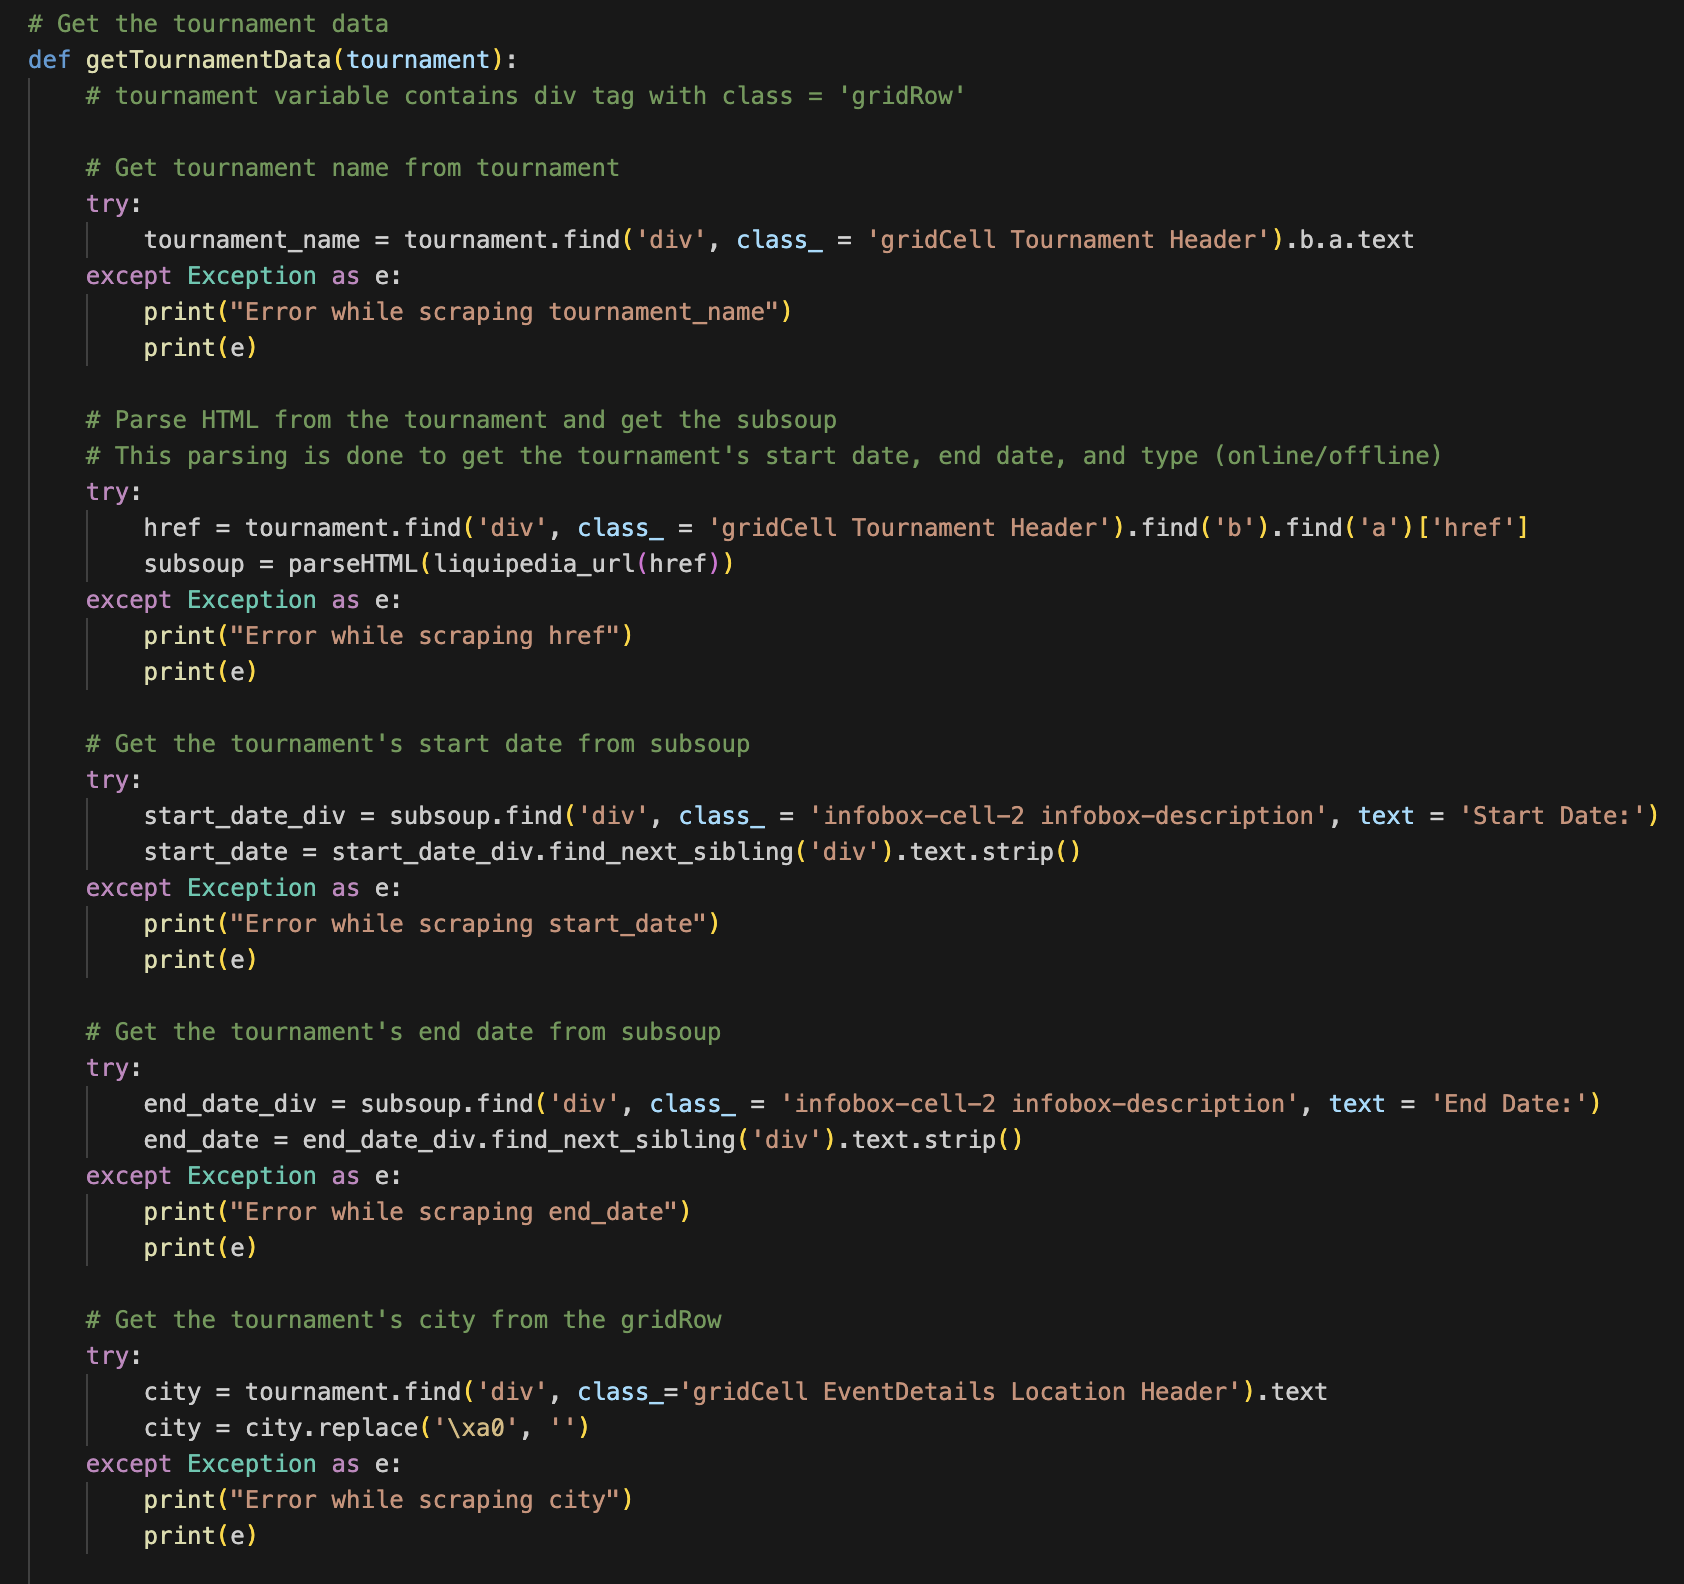 # Get the tournament data
def getTournamentData(tournament):
    # tournament variable contains div tag with class = 'gridRow'

    # Get tournament name from tournament
    try:
        tournament_name = tournament.find('div', class_ = 'gridCell Tournament Header').b.a.text
    except Exception as e:
        print("Error while scraping tournament_name")
        print(e)

    # Parse HTML from the tournament and get the subsoup
    # This parsing is done to get the tournament's start date, end date, and type (online/offline)
    try:
        href = tournament.find('div', class_ = 'gridCell Tournament Header').find('b').find('a')['href']
        subsoup = parseHTML(liquipedia_url(href))
    except Exception as e:
        print("Error while scraping href")
        print(e)

    # Get the tournament's start date from subsoup
    try:
        start_date_div = subsoup.find('div', class_ = 'infobox-cell-2 infobox-description', text = 'Start Date:')
        start_date = start_date_div.find_next_sibling('div').text.strip()
    except Exception as e:
        print("Error while scraping start_date")
        print(e)

    # Get the tournament's end date from subsoup
    try:
        end_date_div = subsoup.find('div', class_ = 'infobox-cell-2 infobox-description', text = 'End Date:')
        end_date = end_date_div.find_next_sibling('div').text.strip()
    except Exception as e:
        print("Error while scraping end_date")
        print(e)

    # Get the tournament's city from the gridRow
    try:
        city = tournament.find('div', class_='gridCell EventDetails Location Header').text
        city = city.replace('\xa0', '')
    except Exception as e:
        print("Error while scraping city")
        print(e)